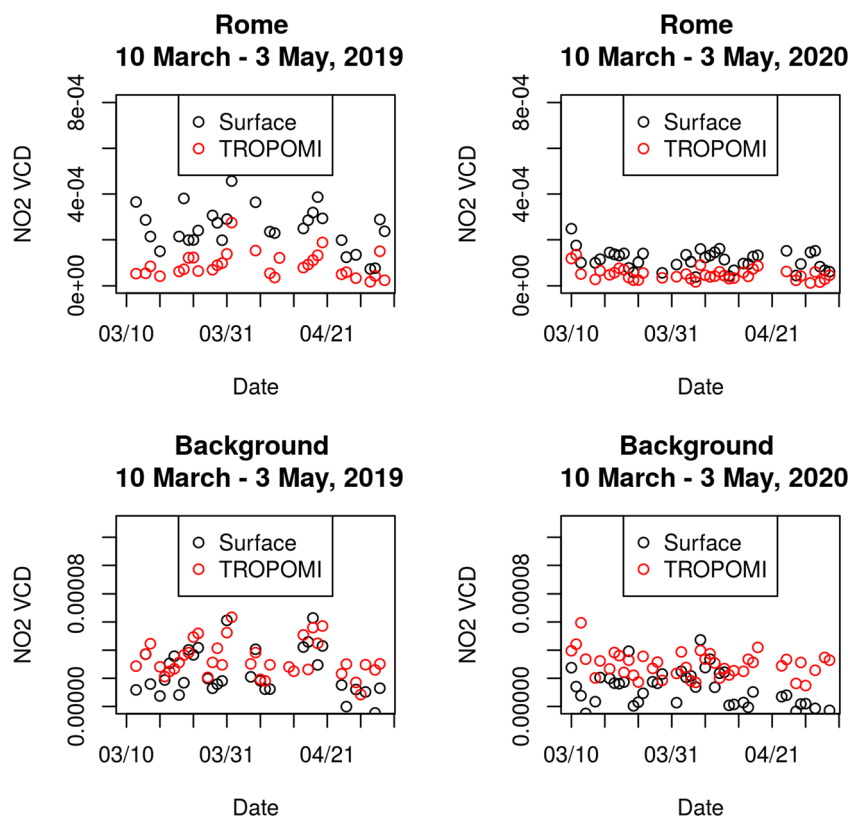 Rome
10 March - 3 May, 2019
8e-04
4e-04
0e+00
NO2 VCD
Surface
TROPOMI
03/10 03/31 04/21
Date
Rome
10 March - 3 May, 2020
8e-04
4e-04
0e+00
NO2 VCD
Surface
TROPOMI
03/10 03/31 04/21
Date
Background
10 March - 3 May, 2019
0.00008
0.00000
NO2 VCD
Surface
TROPOMI
03/10 03/31 04/21
Date
Background
10 March - 3 May, 2020
0.00008
0.00000
NO2 VCD
Surface
TROPOMI
03/10 03/31 04/21
Date